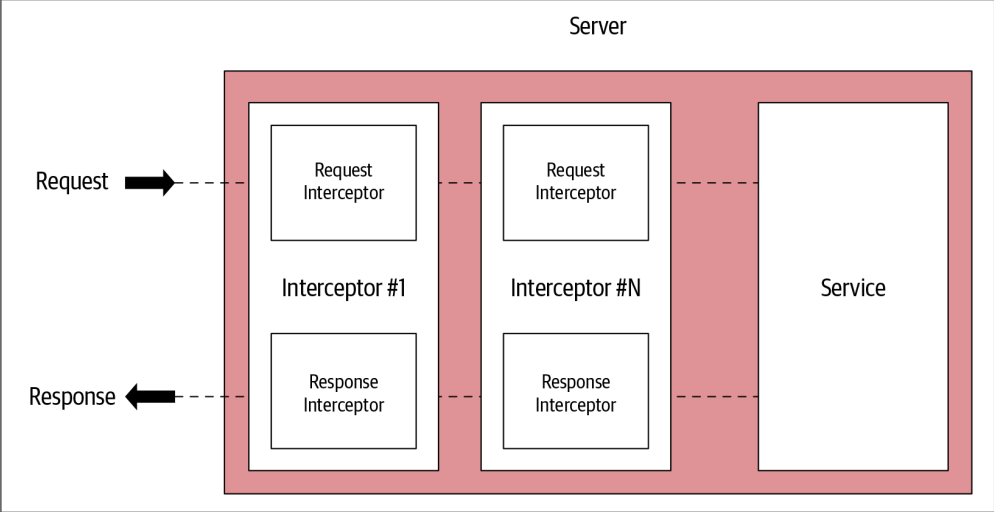 Server
Request
Request
Interceptor
Request
Interceptor
Interceptor #1
Interceptor #N
Service
Response
Response
Interceptor
Response
Interceptor